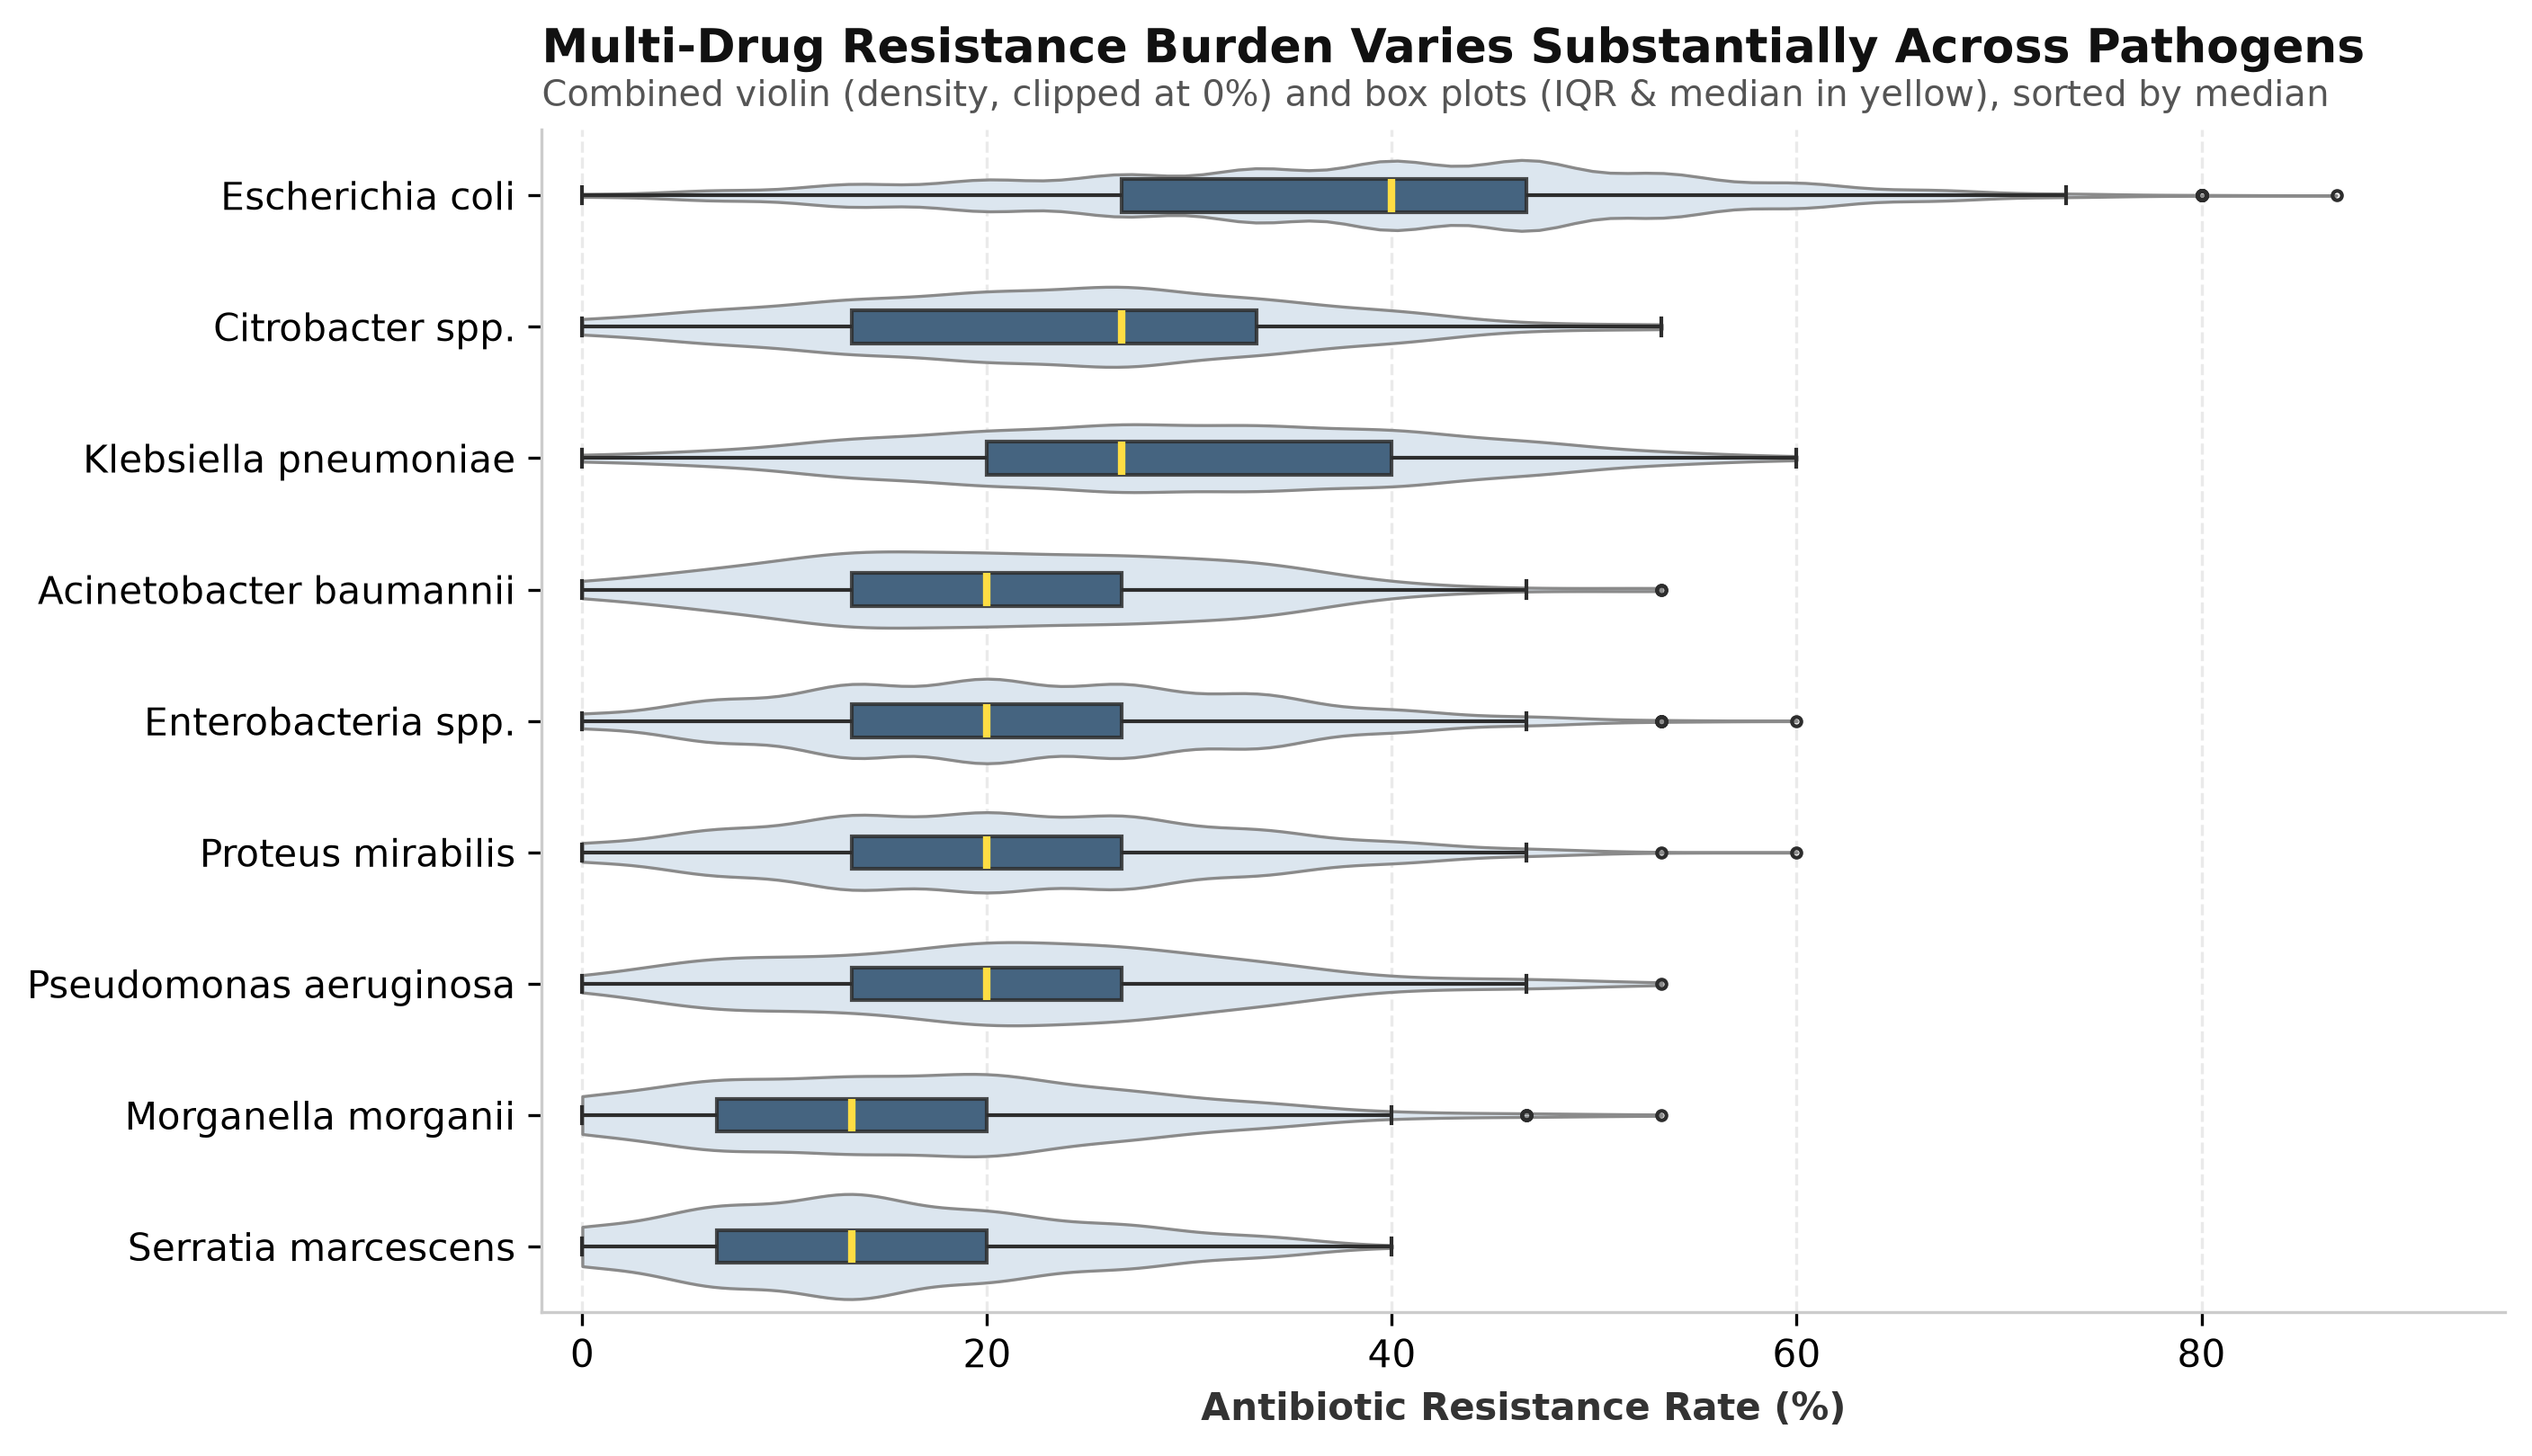 Multi-Drug Resistance Burden Varies Substantially Across Pathogens
Combined violin (density, clipped at 0%) and box plots (IQR & median in yellow), sorted by median
Escherichia coli
Citrobacter spp.
Klebsiella pneumoniae
Acinetobacter baumannii
Enterobacteria spp.
Proteus mirabilis
Pseudomonas aeruginosa
Morganella morganii
Serratia marcescens
0 20 40 60 80
Antibiotic Resistance Rate (%)